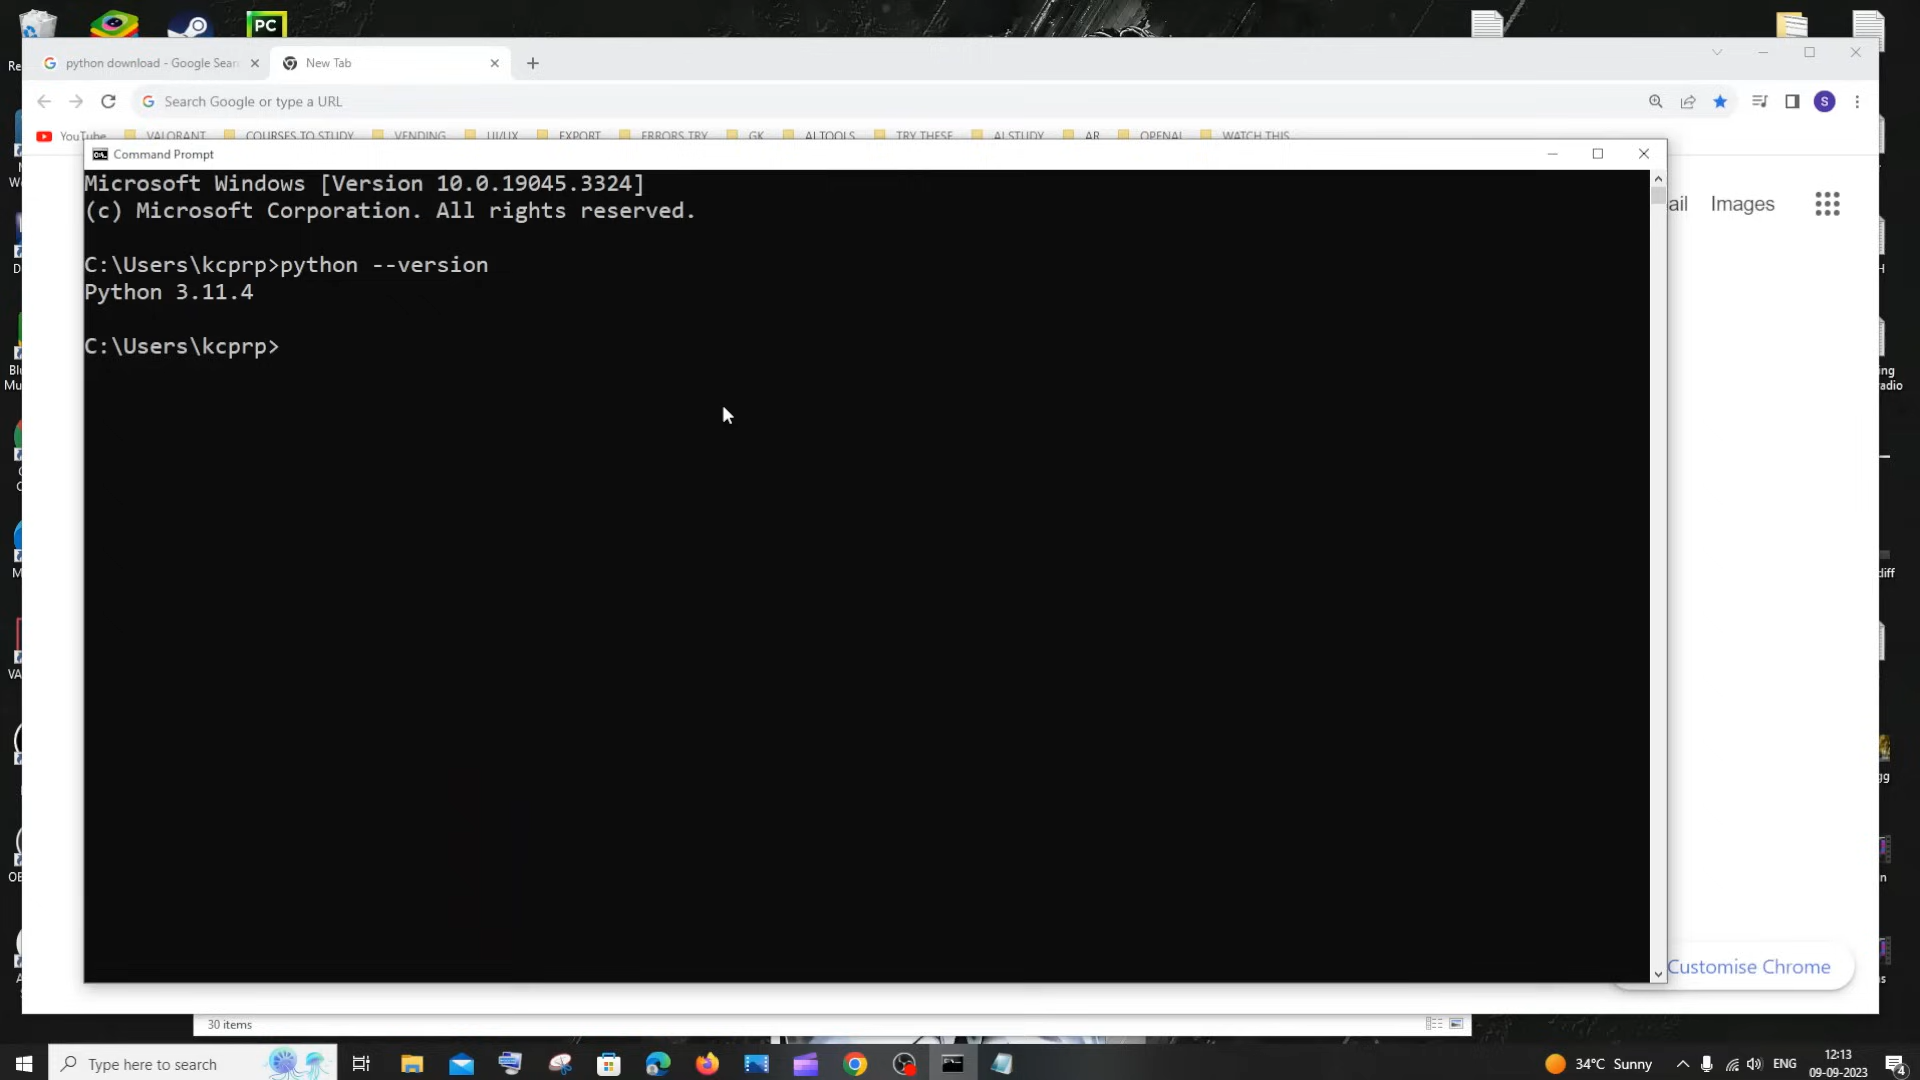 PC
python download - Google Sear
New Tab
Search Google or type a URL
S
YouTube
VALORANT
COURSES TO STUDY
VENDING
UI/UX
EXPORT
ERRORS TRY
GK
AI TOOLS
TRY THESE
AI STUDY
AR
OPENAI
WATCH THIS
Command Prompt
Microsoft Windows [Version 10.0.19045.3324]
(c) Microsoft Corporation. All rights reserved.
C:\Users\kcprp>python --version
Python 3.11.4
C:\Users\kcprp>
ail
Images
Customise Chrome
30 items
Type here to search
34°C Sunny
ENG
12:13
09-09-2023
4